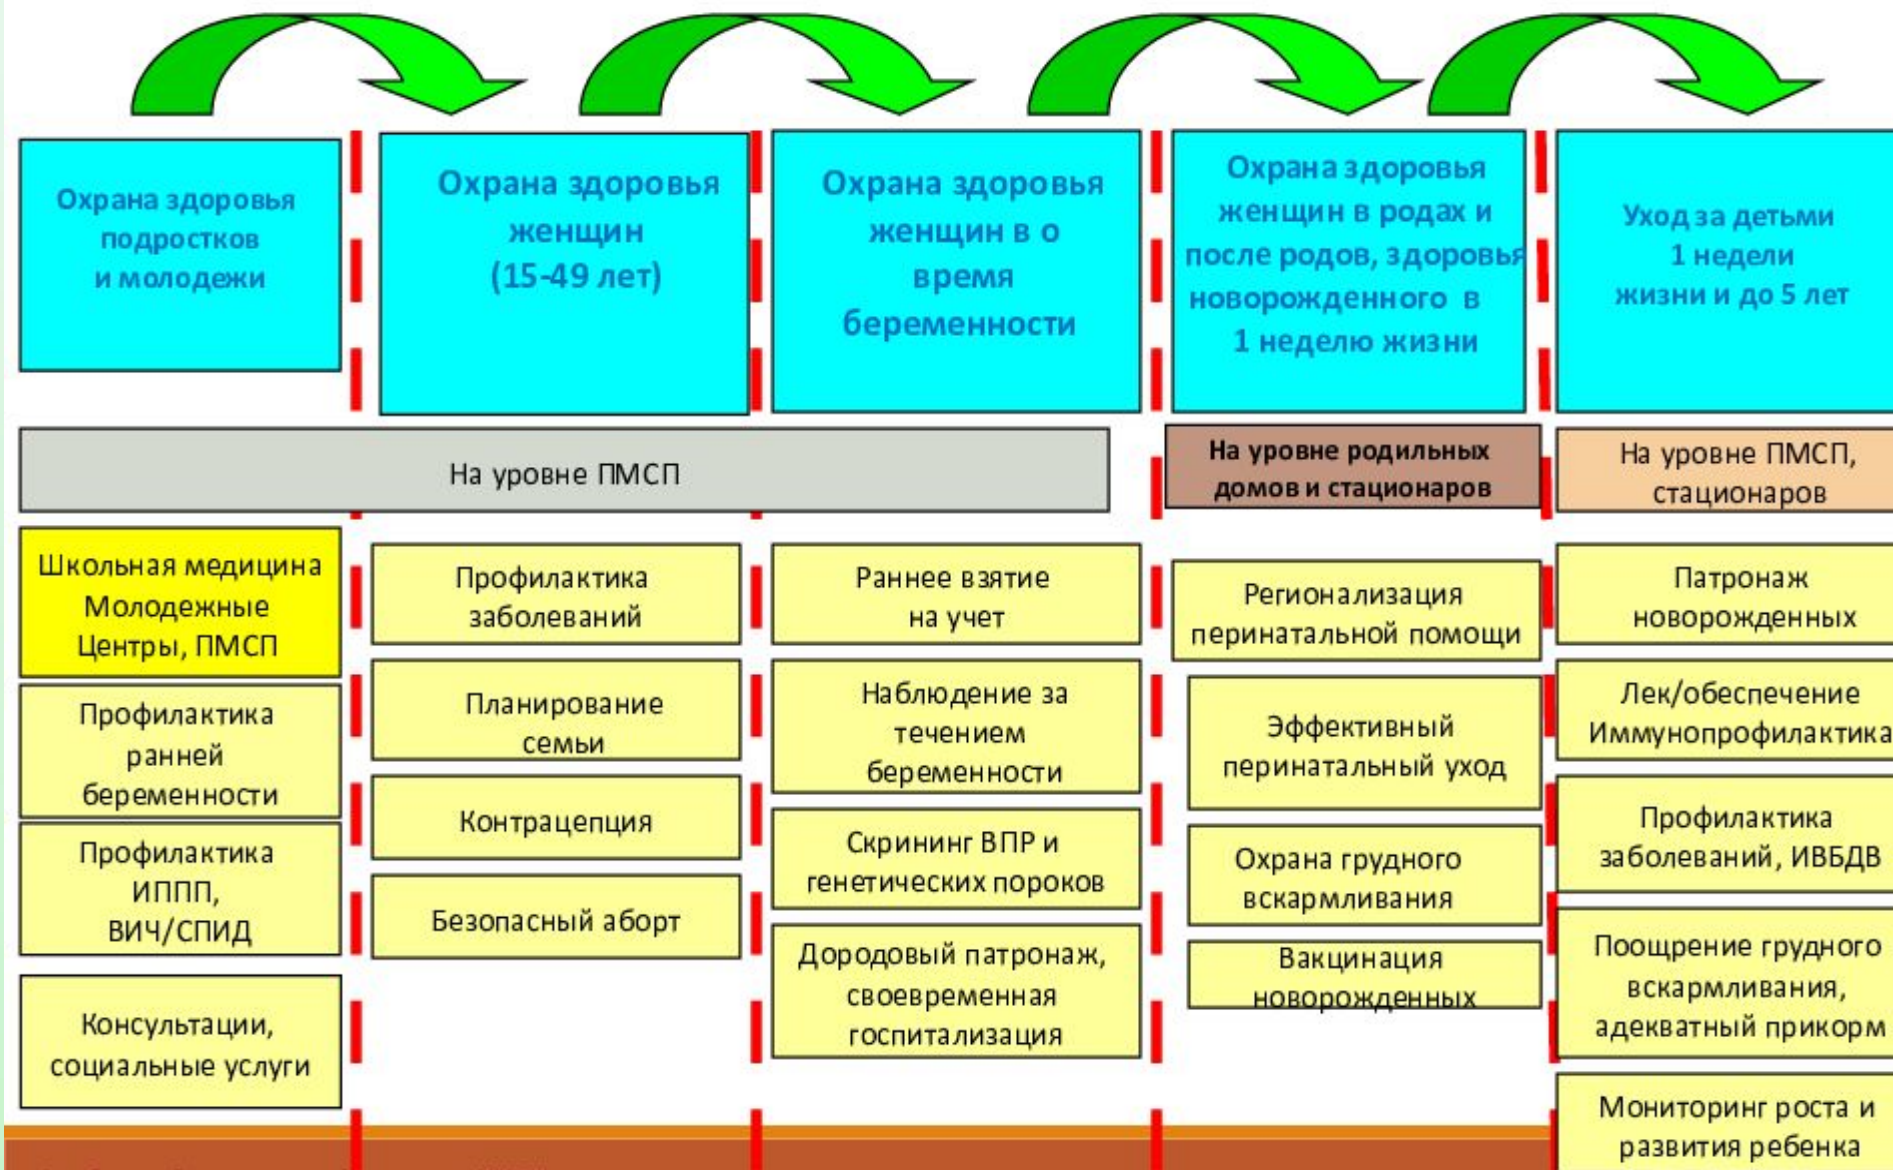 Охрана здоровья
подростков
и молодежи
Охрана здоровья
женщин
(15-49 лет)
Охрана здоровья
женщин в о
время
беременности
Охрана здоровья
женщин в родах и
после родов, здоровья
новорожденного в
1 неделю жизни
Уход за детьми
1 недели
жизни и до 5 лет
На уровне ПМСП
На уровне родильных
домов и стационаров
На уровне ПМСП,
стационаров
Школьная медицина
Молодежные
Центры, ПМСП
Профилактика
ранней
беременности
Профилактика
ИППП,
ВИЧ/СПИД
Консультации,
социальные услуги
Профилактика
заболеваний
Планирование
семьи
Контрацепция
Безопасный аборт
Раннее взятие
на учет
Наблюдение за
течением
беременности
Скрининг ВПР и
генетических пороков
Дородовый патронаж,
своевременная
госпитализация
Регионализация
перинатальной помощи
Эффективный
перинатальный уход
Охрана грудного
вскармливания
Вакцинация
новорожденных
Патронаж
новорожденных
Лек/обеспечение
Иммунопрофилактика
Профилактика
заболеваний, ИВБДВ
Поощрение грудного
вскармливания,
адекватный прикорм
Мониторинг роста и
развития ребенка